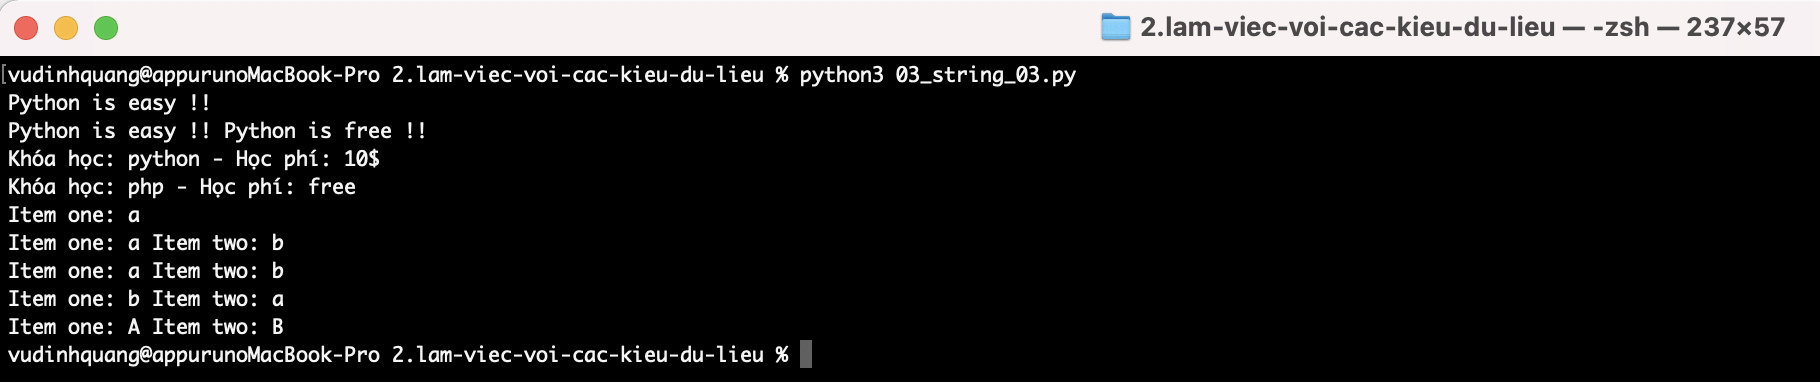 2.lam-viec-voi-cac-kieu-du-lieu — -zsh — 237×57
vudinhquang@appurunoMacBook-Pro 2.lam-viec-voi-cac-kieu-du-lieu % python3 03_string_03.py
Python is easy !!
Python is easy !! Python is free !!
Khóa học: python - Học phí: 10$
Khóa học: php - Học phí: free
Item one: a
Item one: a Item two: b
Item one: a Item two: b
Item one: b Item two: a
Item one: A Item two: B
vudinhquang@appurunoMacBook-Pro 2.lam-viec-voi-cac-kieu-du-lieu %